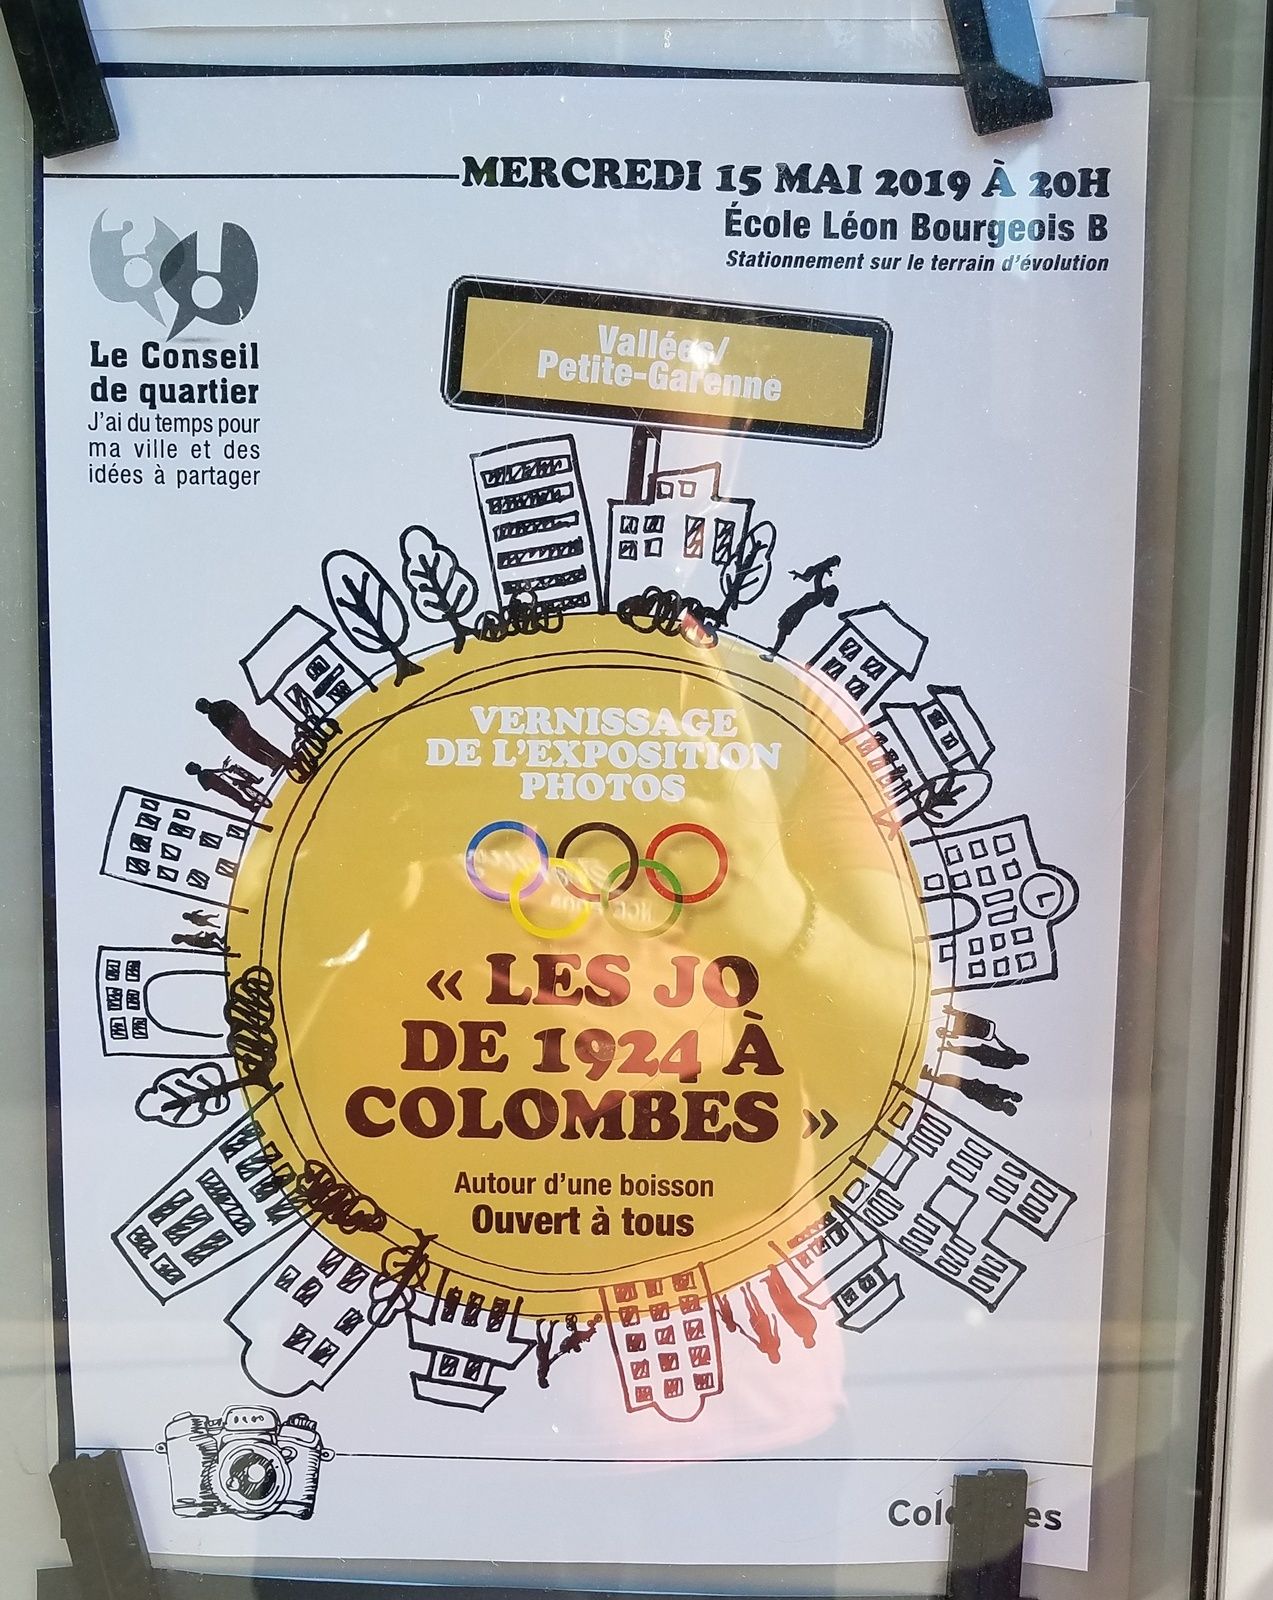 MERCREDI 15 MAI 2019 À 20H
École Léon Bourgeois B
Stationnement sur le terrain d'évolution
Le Conseil
de quartier
J'ai du temps pour
ma ville et des
idées à partager
Vallées/
Petite-Garenne
VERNISSAGE
DE L'EXPOSITION
PHOTOS
« LES JO
DE 1924 À
COLOMBES »
Autour d'une boisson
Ouvert à tous